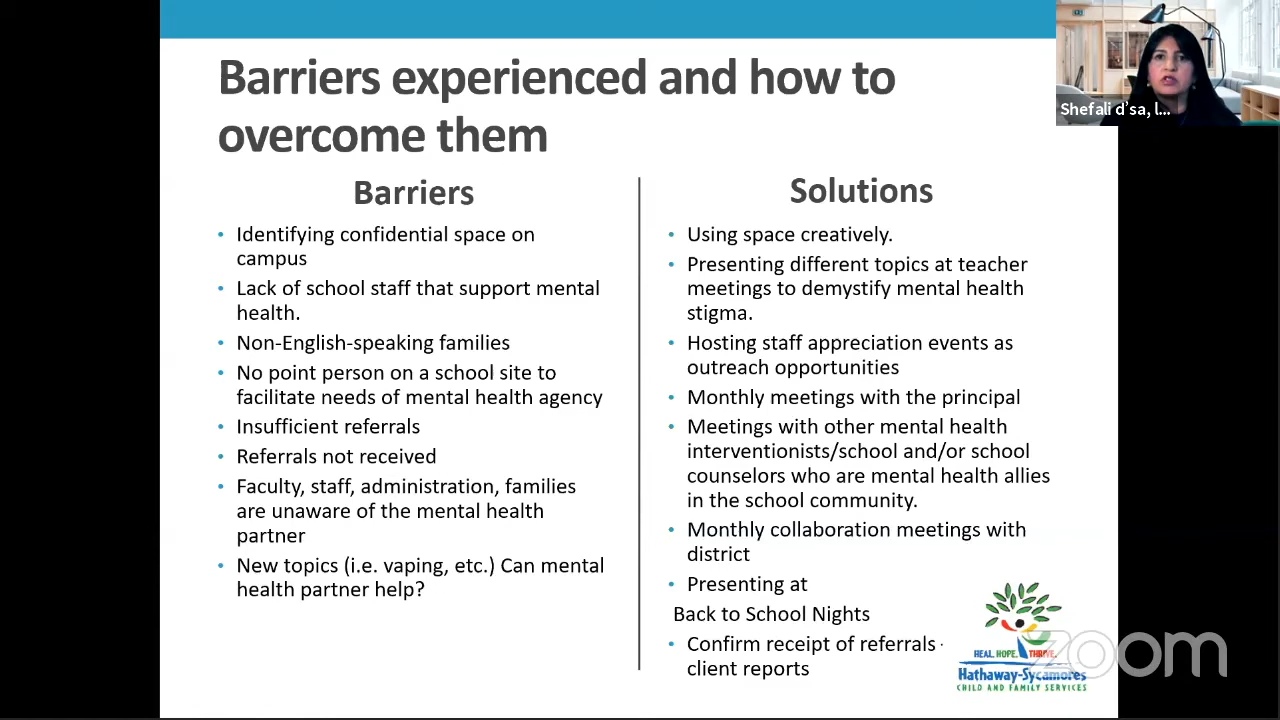 Barriers experienced and how to
overcome them
Barriers
• Identifying confidential space on
campus
• Lack of school staff that support mental
health.
• Non-English-speaking families
• No point person on a school site to
facilitate needs of mental health agency
• Insufficient referrals
• Referrals not received
• Faculty, staff, administration, families
are unaware of the mental health
partner
• New topics (i.e. vaping, etc.) Can mental
health partner help?
Solutions
• Using space creatively.
• Presenting different topics at teacher
meetings to demystify mental health
stigma.
• Hosting staff appreciation events as
outreach opportunities
• Monthly meetings with the principal
• Meetings with other mental health
interventionists/school and/or school
counselors who are mental health allies
in the school community.
• Monthly collaboration meetings with
district
• Presenting at
Back to School Nights
• Confirm receipt of referrals
client reports
Shefali d’sa, l...
HEAL. HOPE. THRIVE.
Hathaway-Sycamores
CHILD AND FAMILY SERVICES
zoom